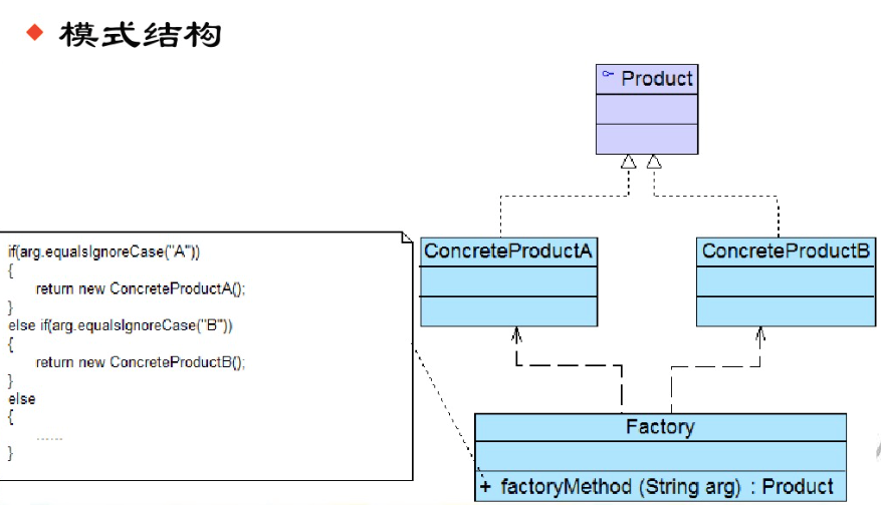 模式结构
Product
ConcreteProductA
ConcreteProductB
if(arg.equalsIgnoreCase("A"))
{
return new ConcreteProductA();
}
else if(arg.equalsIgnoreCase("B"))
{
return new ConcreteProductB();
}
else
{
......
}
Factory
+ factoryMethod (String arg) : Product